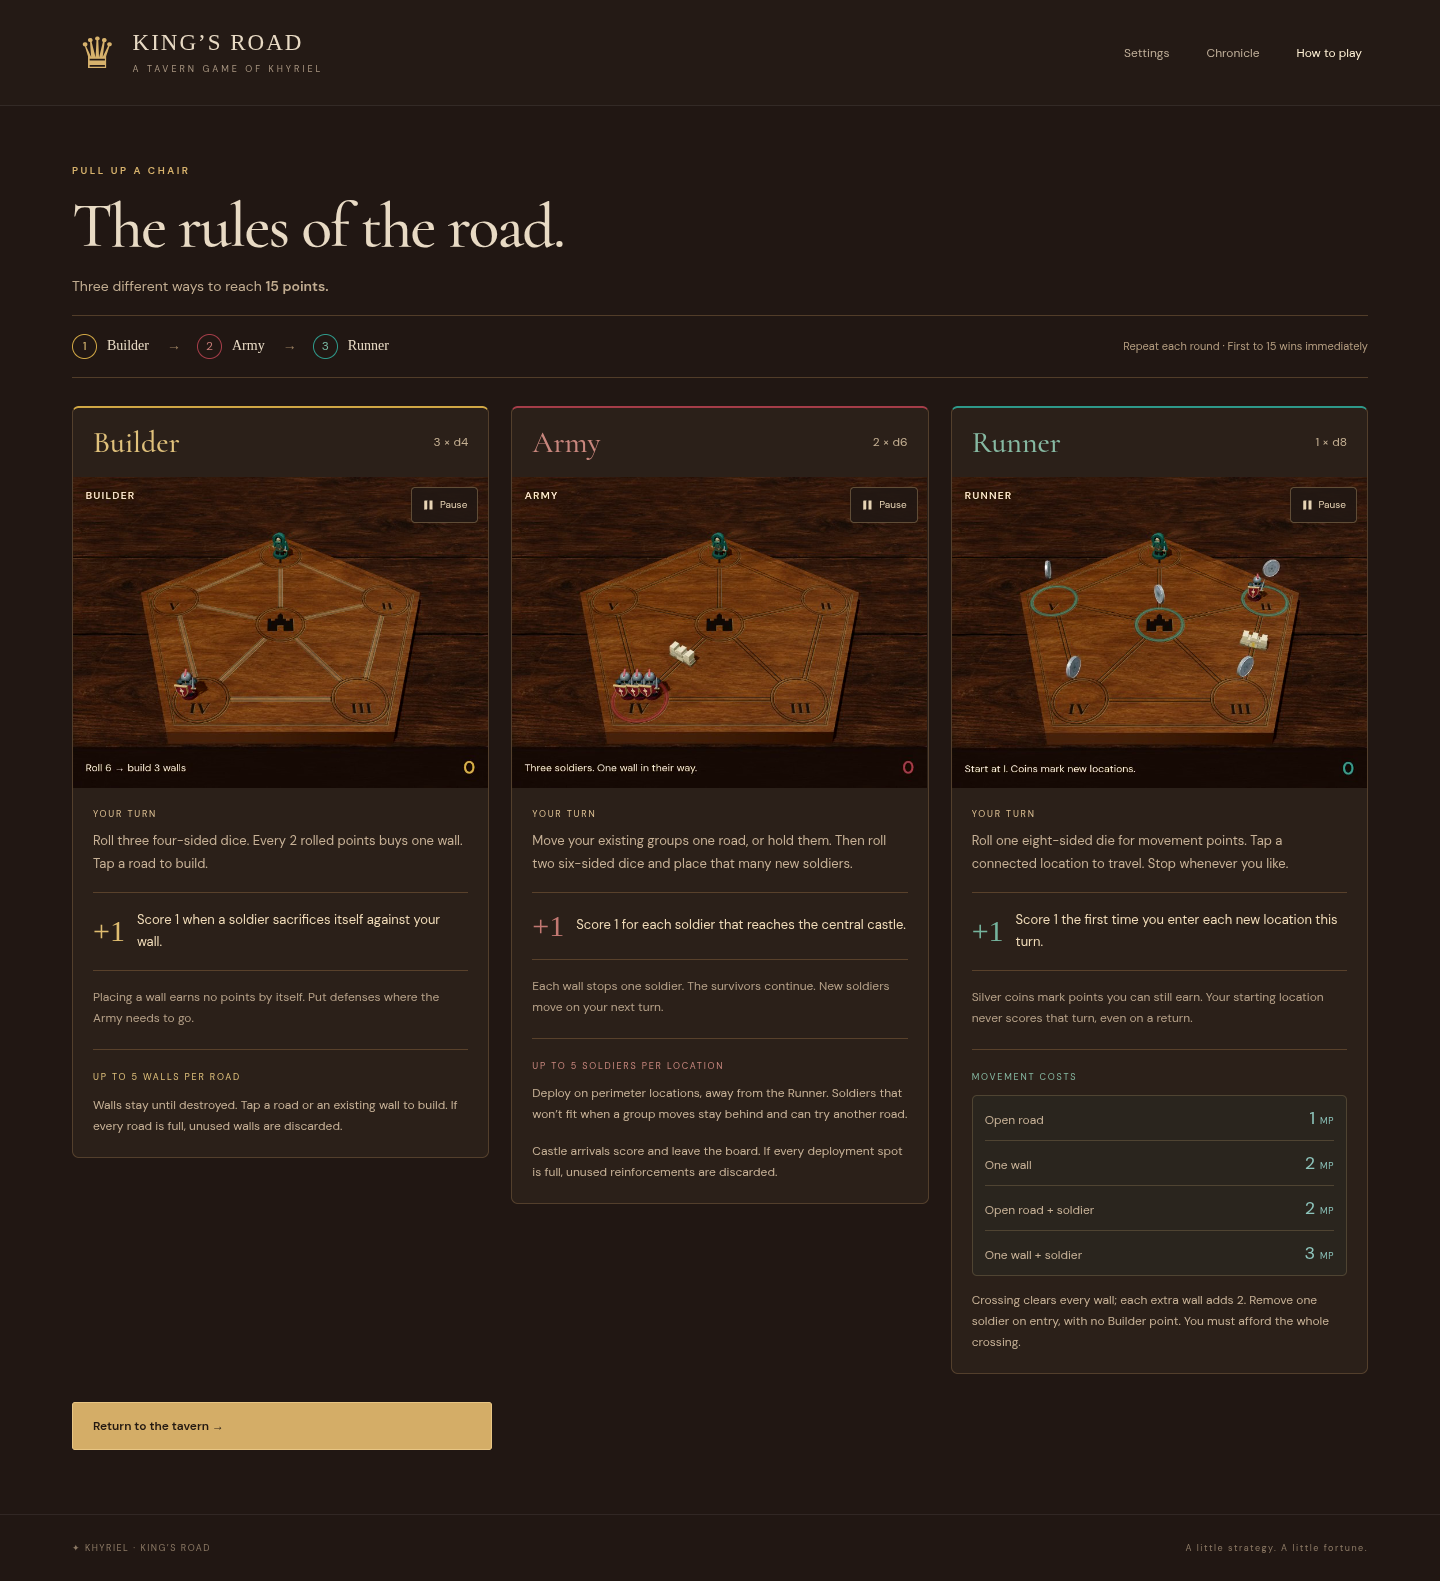 KING’S ROAD
A TAVERN GAME OF KHYRIEL
Settings
Chronicle
How to play
PULL UP A CHAIR
The rules of the road.
Three different ways to reach 15 points.
1 Builder → 2 Army → 3 Runner
Repeat each round · First to 15 wins immediately
Builder
3 × d4
BUILDER
Pause
V
II
IV
III
Roll 6 → build 3 walls
0
YOUR TURN
Roll three four-sided dice. Every 2 rolled points buys one wall.
Tap a road to build.
+1
Score 1 when a soldier sacrifices itself against your
wall.
Placing a wall earns no points by itself. Put defenses where the
Army needs to go.
UP TO 5 WALLS PER ROAD
Walls stay until destroyed. Tap a road or an existing wall to build. If
every road is full, unused walls are discarded.
Army
2 × d6
ARMY
Pause
V
II
IV
III
Three soldiers. One wall in their way.
0
YOUR TURN
Move your existing groups one road, or hold them. Then roll
two six-sided dice and place that many new soldiers.
+1
Score 1 for each soldier that reaches the central castle.
Each wall stops one soldier. The survivors continue. New soldiers
move on your next turn.
UP TO 5 SOLDIERS PER LOCATION
Deploy on perimeter locations, away from the Runner. Soldiers that
won’t fit when a group moves stay behind and can try another road.
Castle arrivals score and leave the board. If every deployment spot
is full, unused reinforcements are discarded.
Runner
1 × d8
RUNNER
Pause
V
II
IV
III
Start at I. Coins mark new locations.
0
YOUR TURN
Roll one eight-sided die for movement points. Tap a
connected location to travel. Stop whenever you like.
+1
Score 1 the first time you enter each new location this
turn.
Silver coins mark points you can still earn. Your starting location
never scores that turn, even on a return.
MOVEMENT COSTS
Open road 1 MP
One wall 2 MP
Open road + soldier 2 MP
One wall + soldier 3 MP
Crossing clears every wall; each extra wall adds 2. Remove one
soldier on entry, with no Builder point. You must afford the whole
crossing.
Return to the tavern →
✦ KHYRIEL · KING’S ROAD
A little strategy. A little fortune.